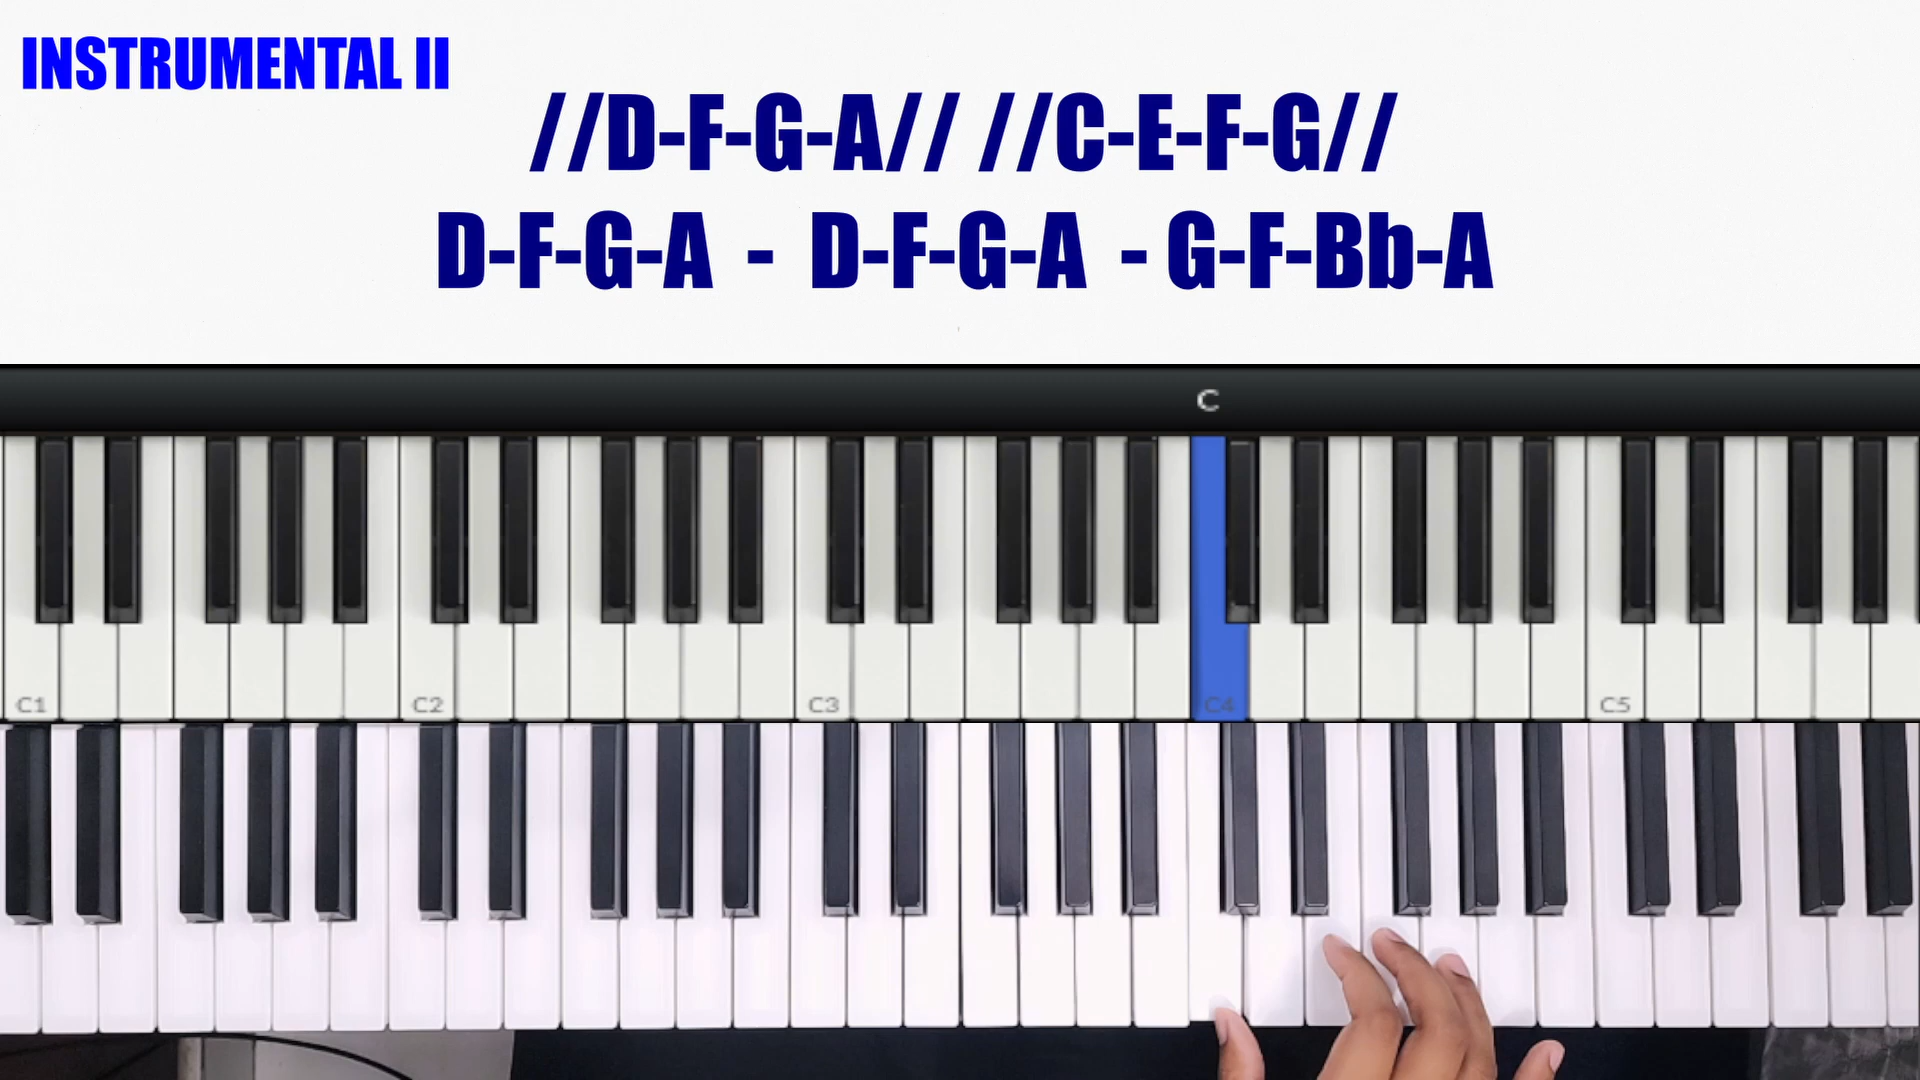 INSTRUMENTAL II
//D-F-G-A// //C-E-F-G//
D-F-G-A - D-F-G-A - G-F-Bb-A
C
C1 C2 C3 C4 C5